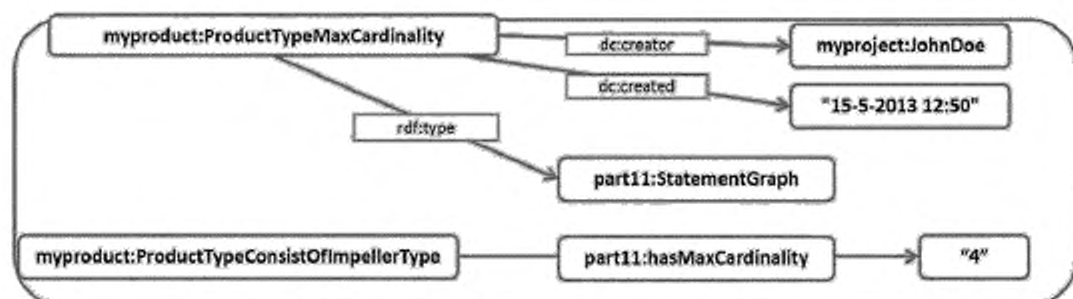 myproduct:ProductTypeMaxCardinality
dc:creator
myproject:JohnDoe
dc:created
"15-5-2013 12:50"
rdf:type
part11:StatementGraph
myproduct:ProductTypeConsistOfImpellerType
part11:hasMaxCardinality
"4"